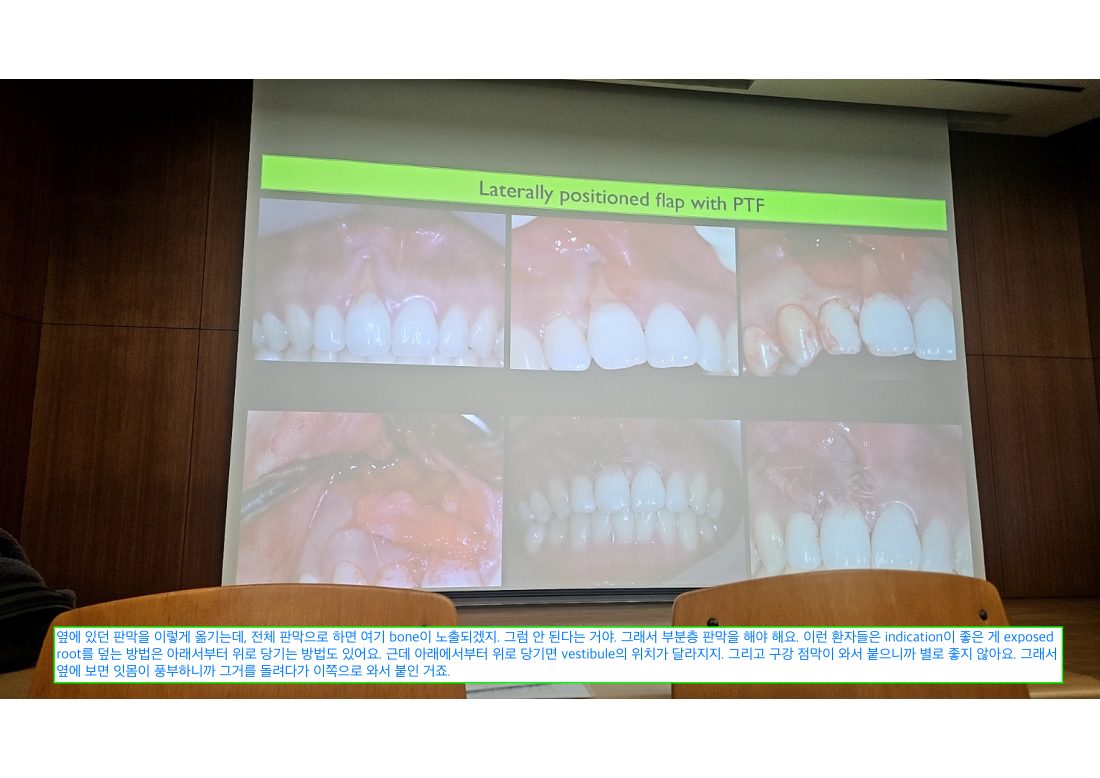 Laterally positioned flap with PTF
옆에 있던 판막을 이렇게 옮기는데, 전체 판막으로 하면 여기 bone이 노출되겠지. 그럼 안 된다는 거야. 그래서 부분층 판막을 해야 해요. 이런 환자들은 indication이 좋은 게 exposed
root를 덮는 방법은 아래서부터 위로 당기는 방법도 있어요. 근데 아래에서부터 위로 당기면 vestibule의 위치가 달라지지. 그리고 구강 점막이 와서 붙으니까 별로 좋지 않아요. 그래서
옆에 보면 잇몸이 풍부하니까 그거를 돌려다가 이쪽으로 와서 붙인 거죠.